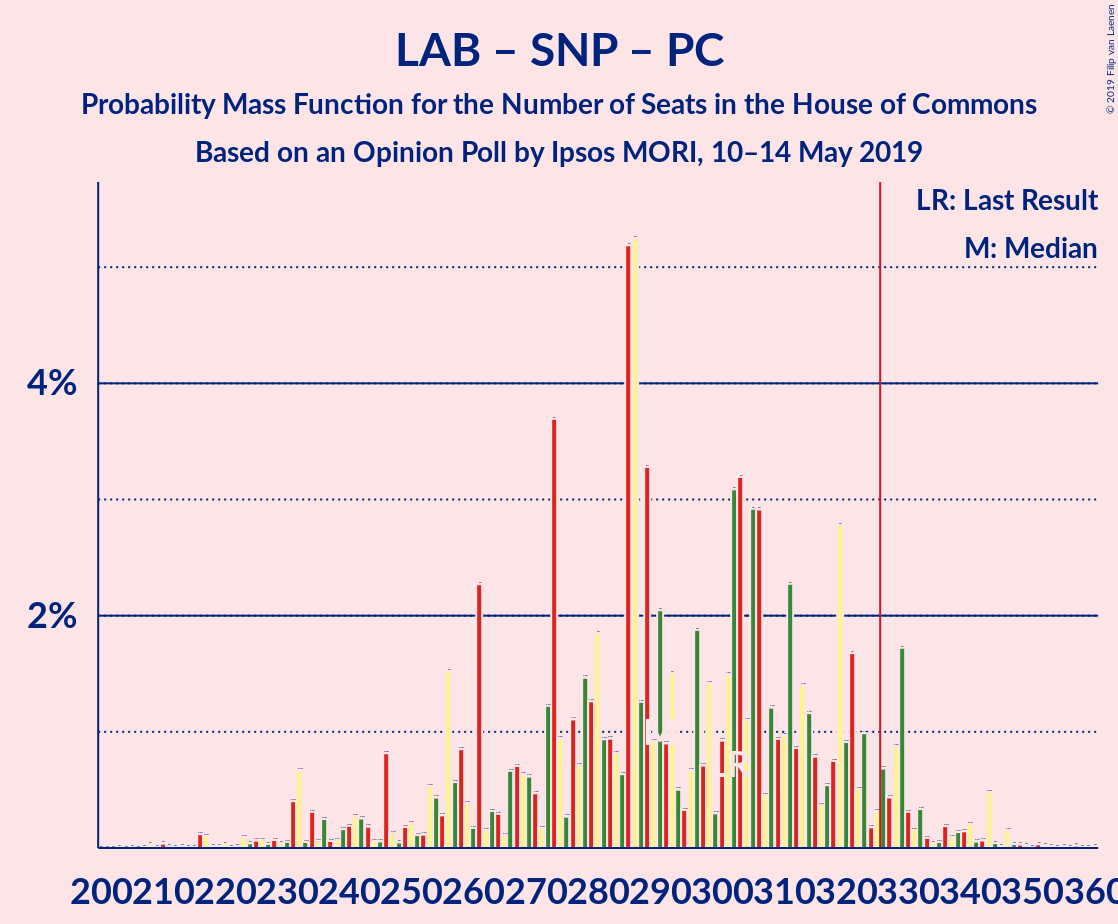 LAB – SNP – PC
Probability Mass Function for the Number of Seats in the House of Commons
Based on an Opinion Poll by Ipsos MORI, 10–14 May 2019
© 2019 Filip van Laenen
LR: Last Result
M: Median
4%
2%
M
LR
200 210 220 230 240 250 260 270 280 290 300 310 320 330 340 350 360